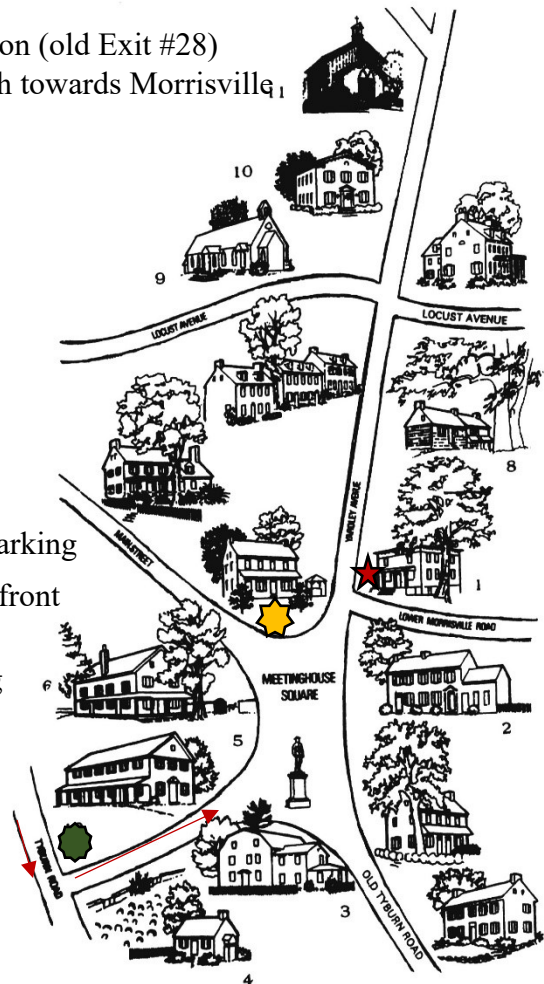 on (old Exit #28)
h towards Morrisville
11
10
9
LOCUST AVENUE
LOCUST AVENUE
8
YARDLEY AVENUE
MAIN STREET
arking
1
front
LOWER MORRISVILLE ROAD
MEETINGHOUSE
SQUARE
g
6
2
5
TYBURN ROAD
OLD TYBURN ROAD
3
4